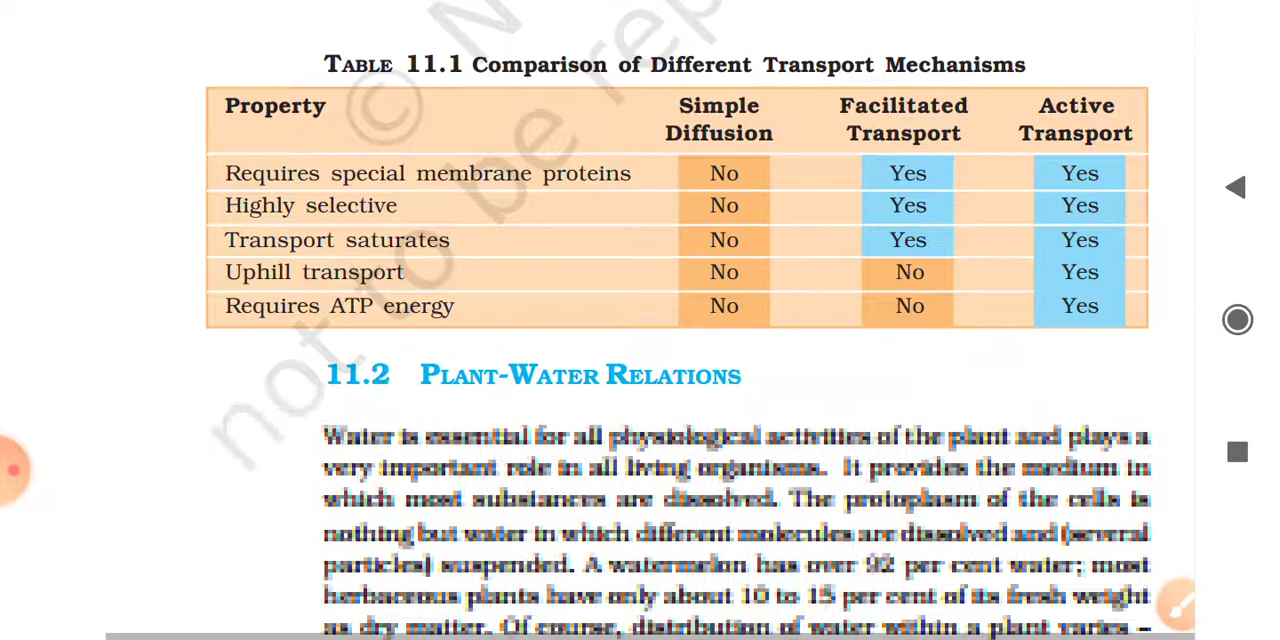 TABLE 11.1 Comparison of Different Transport Mechanisms
Property Simple Diffusion Facilitated Transport Active Transport
Requires special membrane proteins No Yes Yes
Highly selective No Yes Yes
Transport saturates No Yes Yes
Uphill transport No No Yes
Requires ATP energy No No Yes
11.2 PLANT-WATER RELATIONS
Water is essential for all physiological activities of the plant and plays a
very important role in all living organisms. It provides the medium in
which most substances are dissolved. The protoplasm of the cells is
nothing but water in which different molecules are dissolved and (several
particles) suspended. A watermelon has over 92 per cent water; most
herbaceous plants have only about 10 to 15 per cent of its fresh weight
as dry matter. Of course, distribution of water within a plant varies –
© N
not to be rep